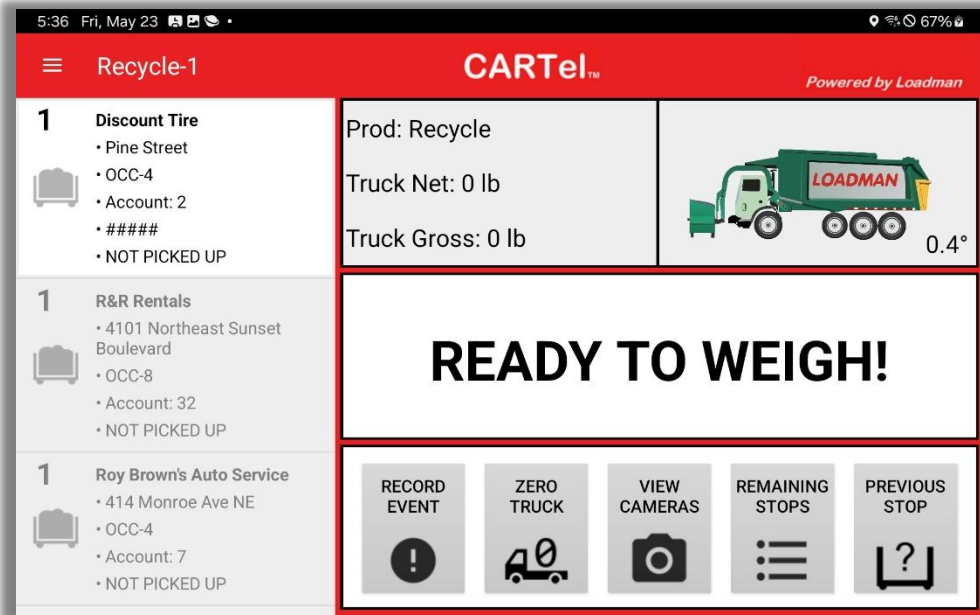 5:36 Fri, May 23
67%
Recycle-1
CARTel™
Powered by Loadman
1
Discount Tire
• Pine Street
• OCC-4
• Account: 2
• #####
• NOT PICKED UP
1
R&R Rentals
• 4101 Northeast Sunset
Boulevard
• OCC-8
• Account: 32
• NOT PICKED UP
1
Roy Brown's Auto Service
• 414 Monroe Ave NE
• OCC-4
• Account: 7
• NOT PICKED UP
Prod: Recycle
Truck Net: 0 lb
Truck Gross: 0 lb
LOADMAN
0.4°
READY TO WEIGH!
RECORD
EVENT
ZERO
TRUCK
0
VIEW
CAMERAS
REMAINING
STOPS
PREVIOUS
STOP
?